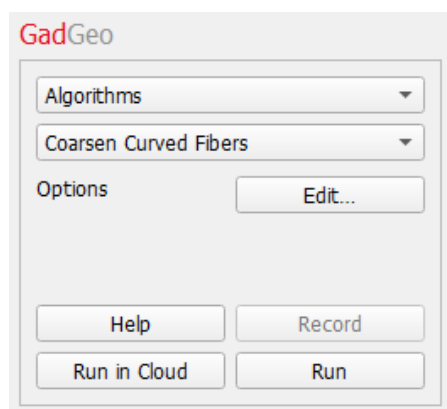 GadGeo
Algorithms
Coarsen Curved Fibers
Options Edit...
Help Record
Run in Cloud Run